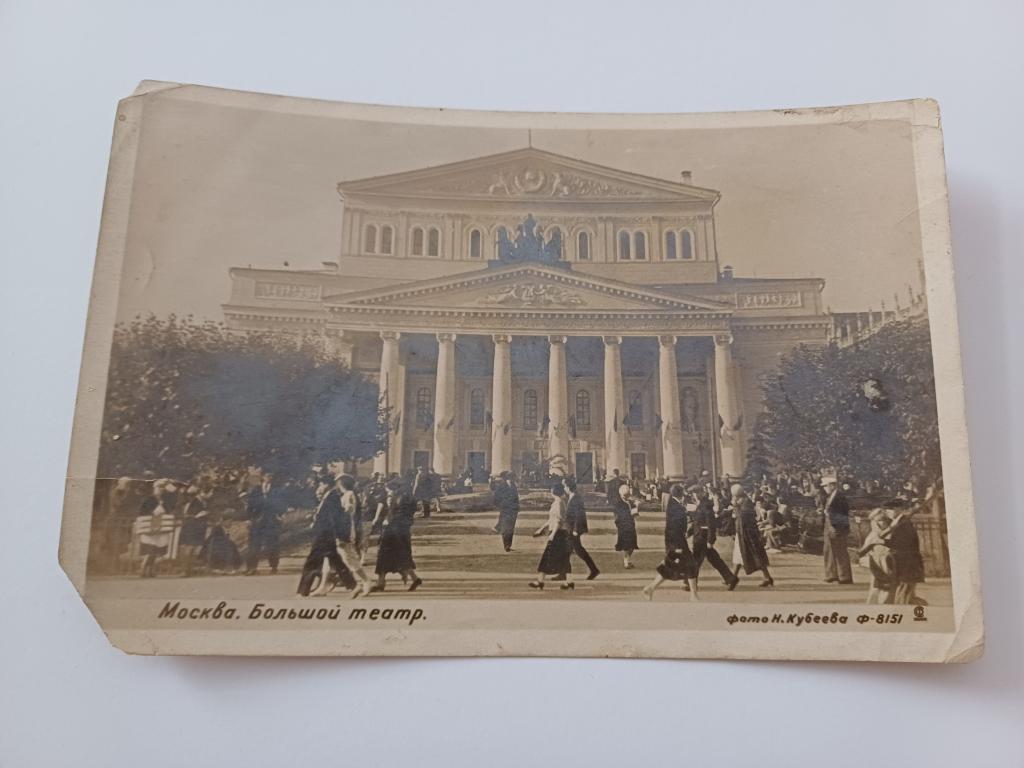 Москва. Большой театр.
фото Н. Кубеева Ф-8151